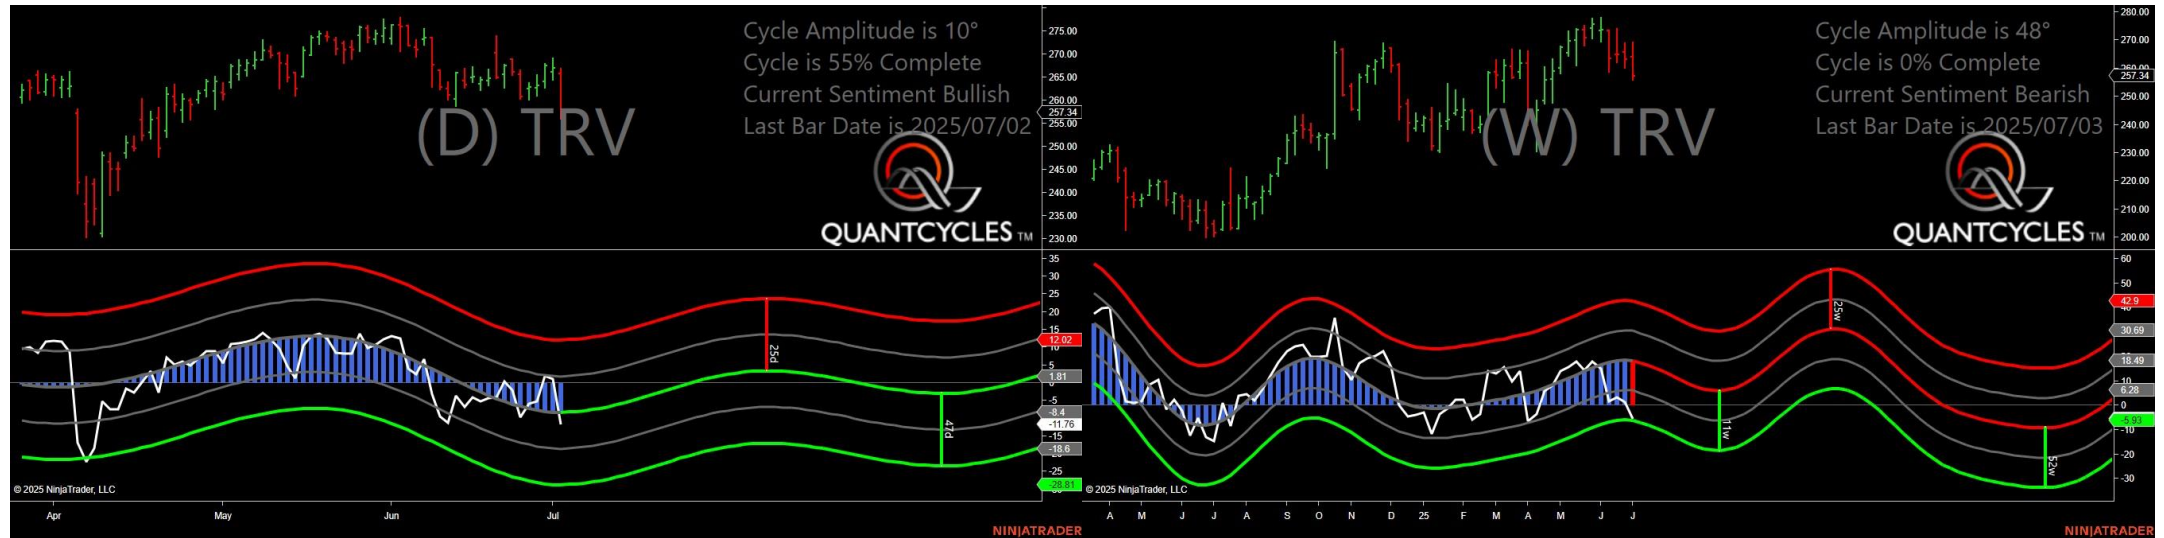 Cycle Amplitude is 10°
Cycle is 55% Complete
Current Sentiment Bullish
Last Bar Date is 2025/07/02
(D) TRV
QUANTCYCLES TM
275.00
270.00
265.00
260.00
257.34
255.00
250.00
245.00
240.00
235.00
230.00
35
30
25
20
15
12.02
10
5
1.81
0
-5
-8.4
-11.76
-15
-18.6
-25
-28.81
25d
47d
© 2025 NinjaTrader, LLC
Apr May Jun Jul
NINJATRADER
Cycle Amplitude is 48°
Cycle is 0% Complete
Current Sentiment Bearish
Last Bar Date is 2025/07/03
(W) TRV
QUANTCYCLES TM
280.00
270.00
260.00
257.34
250.00
240.00
230.00
220.00
210.00
200.00
60
50
42.9
30.69
18.49
10
6.28
0
-5.93
-10
-20
-30
11w
25w
52w
© 2025 NinjaTrader, LLC
A M J J A S O N D 25 F M A M J J
NINJATRADER